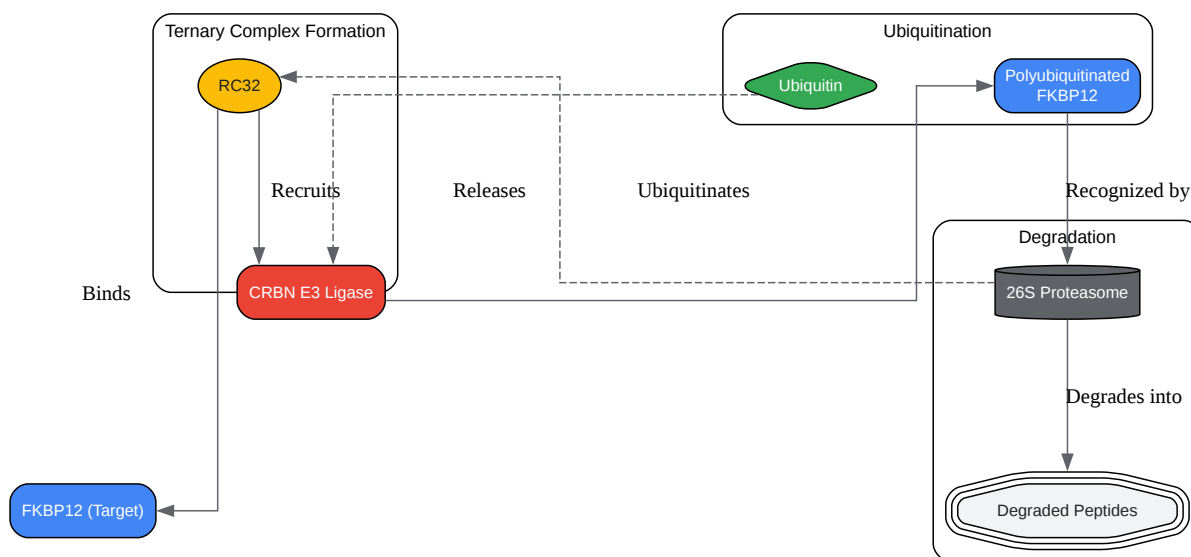 Ternary Complex Formation
Ubiquitination
RC32
Ubiquitin
Polyubiquitinated
FKBP12
Recruits
Releases
Ubiquitinates
Recognized by
Degradation
Binds
CRBN E3 Ligase
26S Proteasome
Degrades into
FKBP12 (Target)
Degraded Peptides